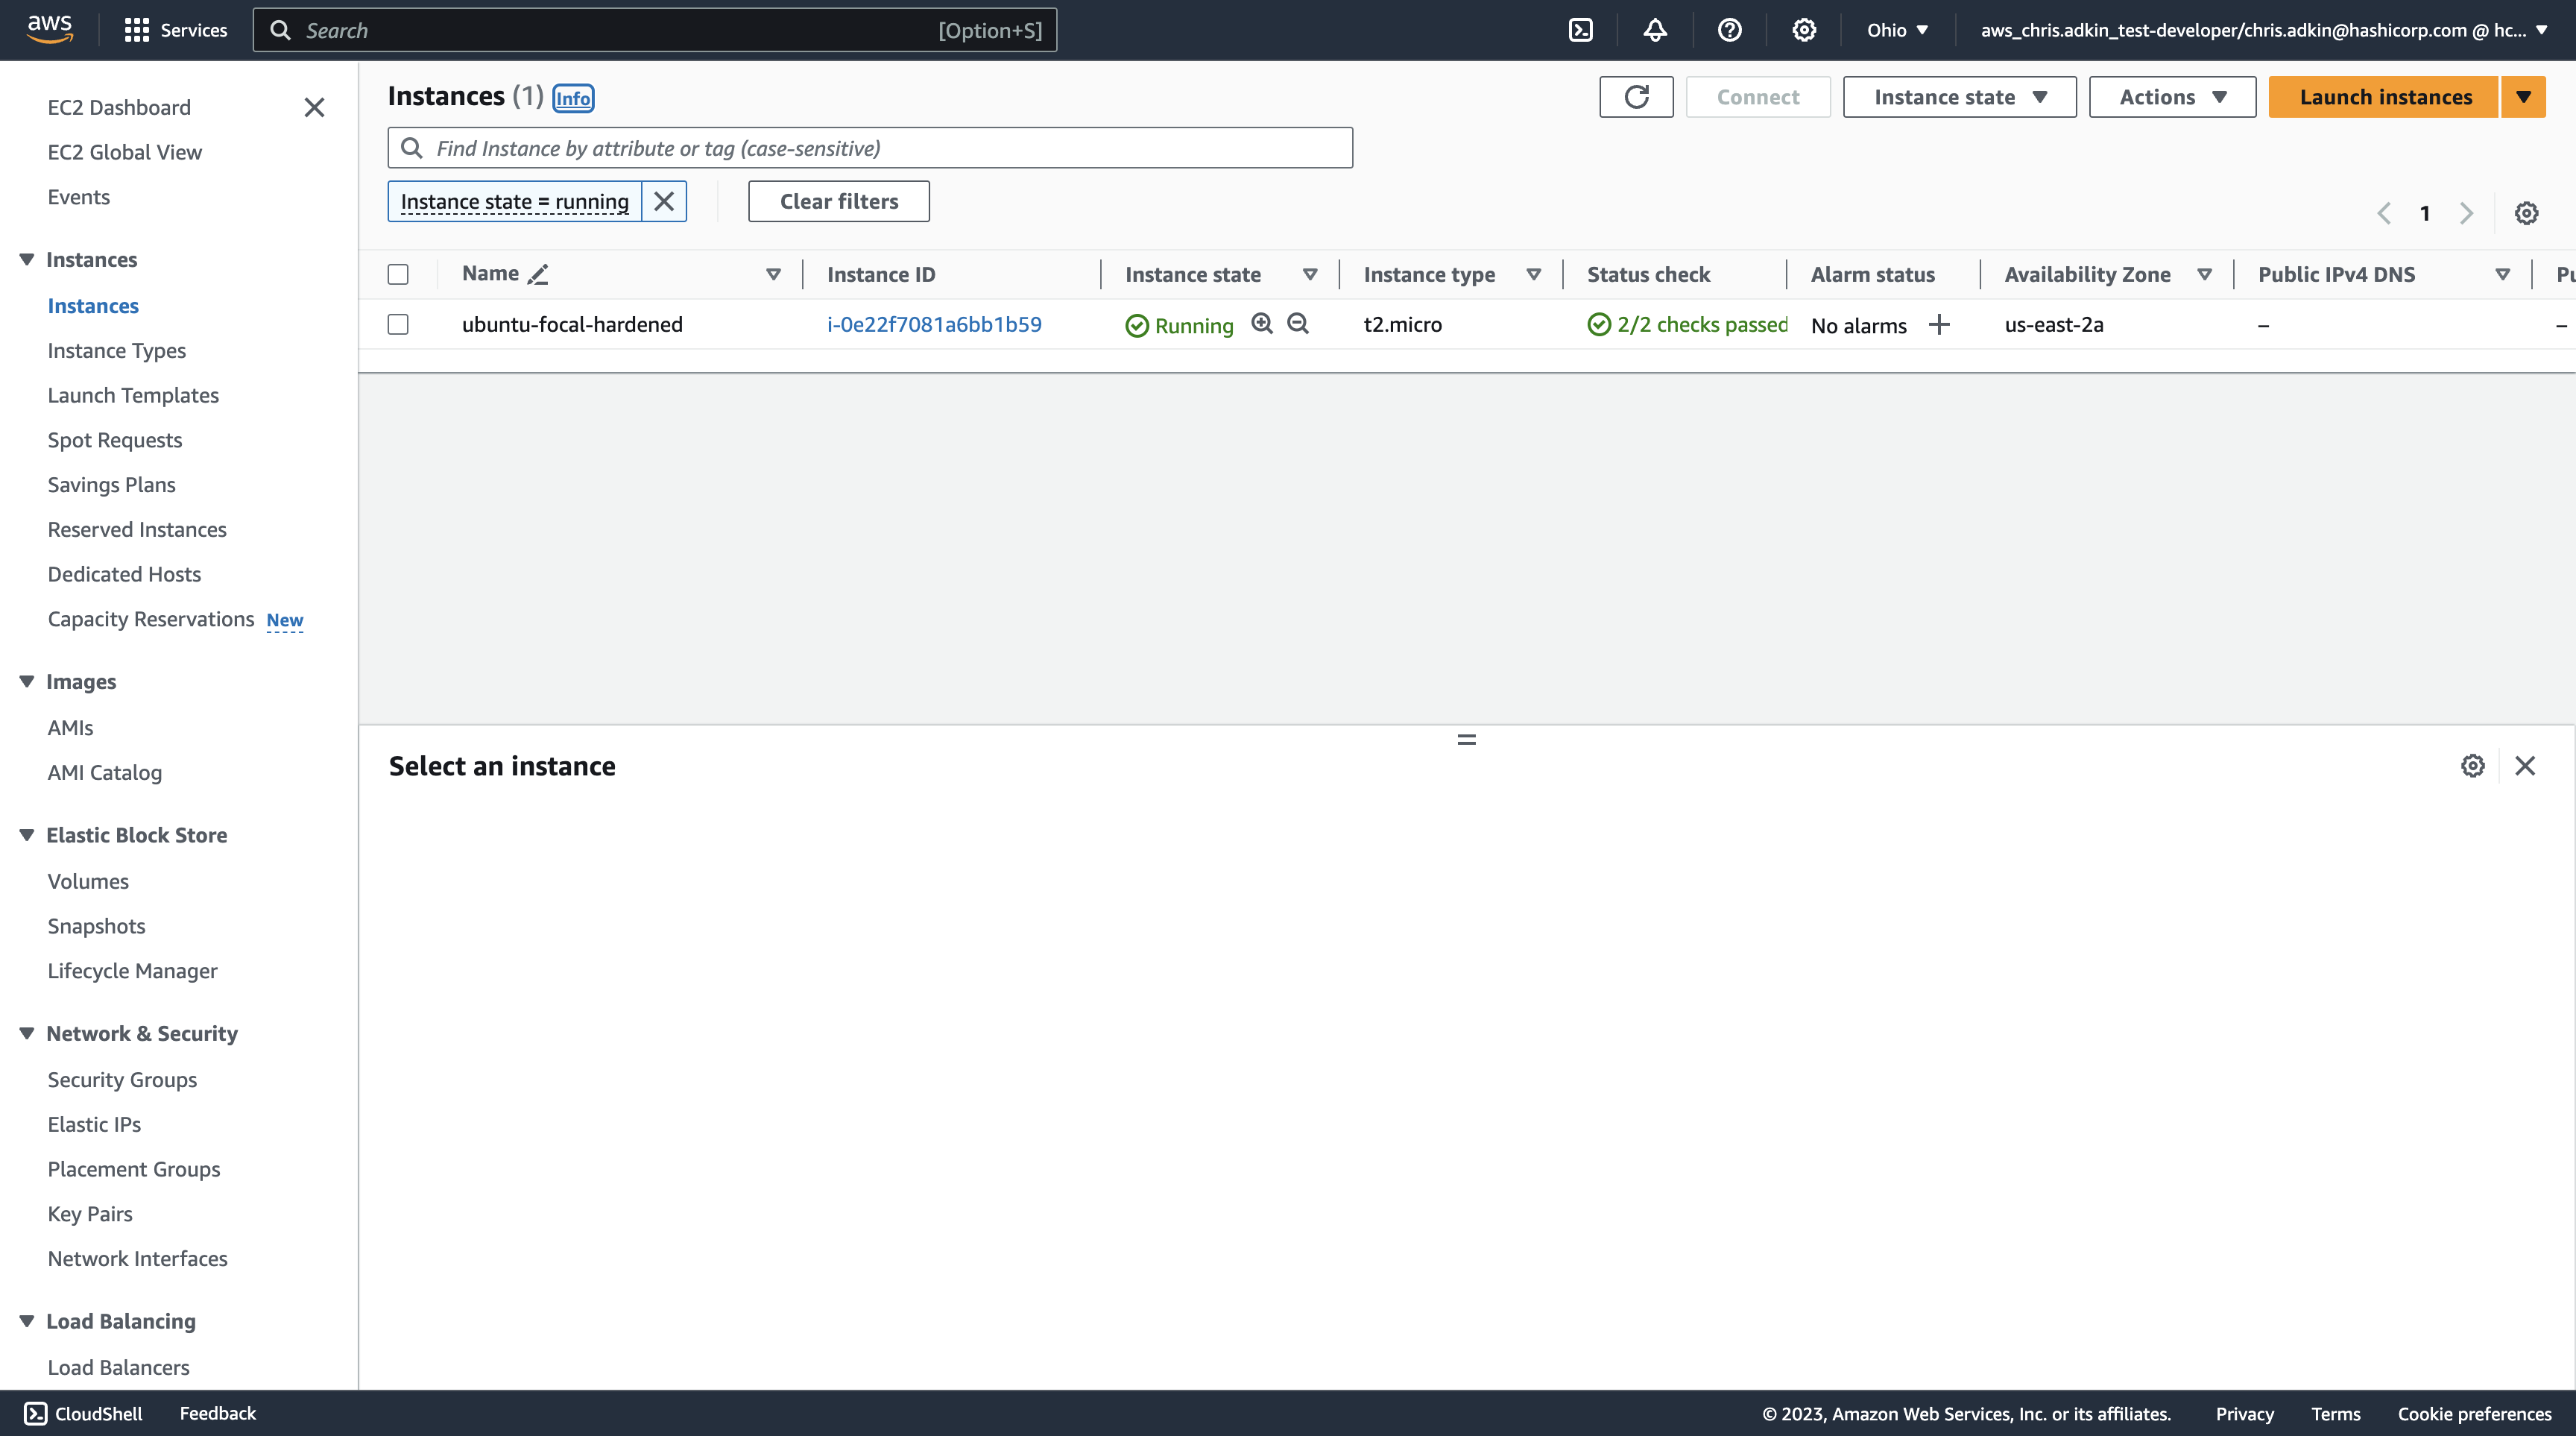 aws
Services
Search
[Option+S]
Ohio
aws_chris.adkin_test-developer/chris.adkin@hashicorp.com @ hc...
EC2 Dashboard
EC2 Global View
Events
Instances
Instances
Instance Types
Launch Templates
Spot Requests
Savings Plans
Reserved Instances
Dedicated Hosts
Capacity Reservations New
Images
AMIs
AMI Catalog
Elastic Block Store
Volumes
Snapshots
Lifecycle Manager
Network & Security
Security Groups
Elastic IPs
Placement Groups
Key Pairs
Network Interfaces
Load Balancing
Load Balancers
Instances (1) Info
Connect
Instance state
Actions
Launch instances
Find Instance by attribute or tag (case-sensitive)
Instance state = running
Clear filters
1
Name Instance ID Instance state Instance type Status check Alarm status Availability Zone Public IPv4 DNS Pu
ubuntu-focal-hardened i-0e22f7081a6bb1b59 Running t2.micro 2/2 checks passed No alarms us-east-2a – –
Select an instance
CloudShell
Feedback
© 2023, Amazon Web Services, Inc. or its affiliates.
Privacy
Terms
Cookie preferences